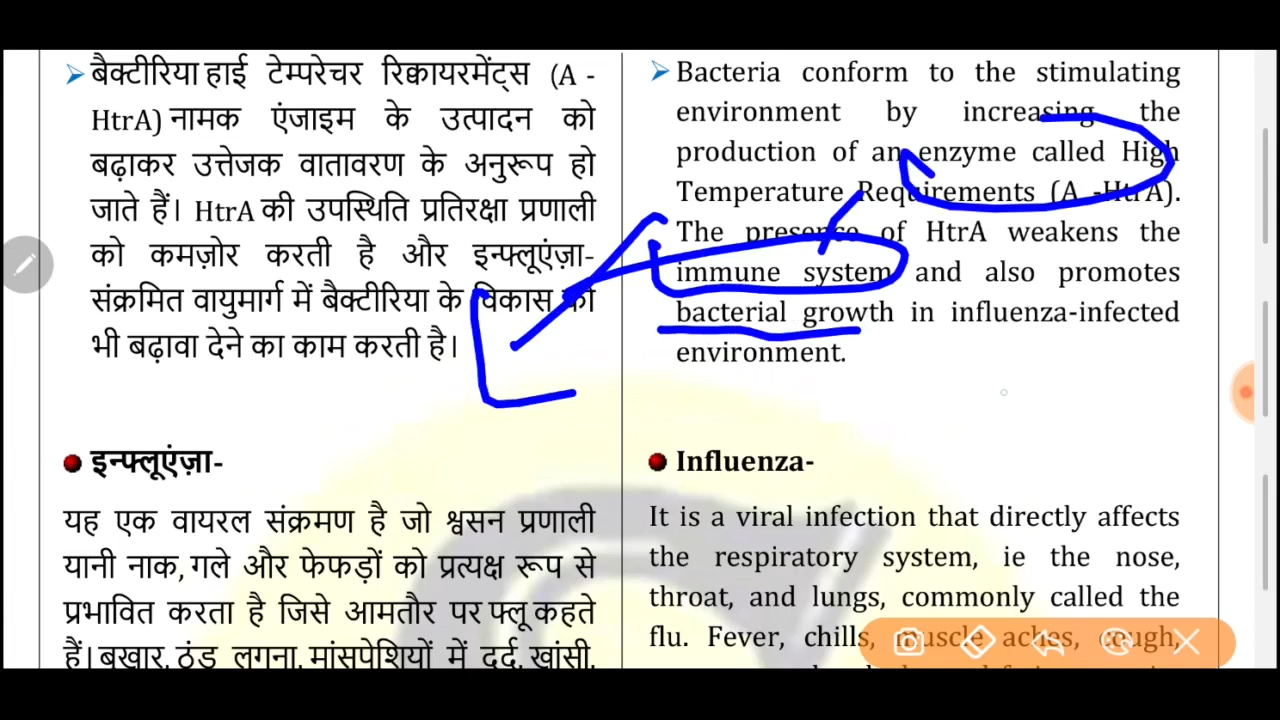 बैक्टीरिया हाई टेम्परेचर रिक्वायरमेंट्स (A -
HtrA) नामक एंजाइम के उत्पादन को
बढ़ाकर उत्तेजक वातावरण के अनुरूप हो
जाते हैं। HtrA की उपस्थिति प्रतिरक्षा प्रणाली
को कमज़ोर करती है और इन्फ्लूएंज़ा-
संक्रमित वायुमार्ग में बैक्टीरिया के विकास को
भी बढ़ावा देने का काम करती है।
इन्फ्लूएंज़ा-
यह एक वायरल संक्रमण है जो श्वसन प्रणाली
यानी नाक, गले और फेफड़ों को प्रत्यक्ष रूप से
प्रभावित करता है जिसे आमतौर पर फ्लू कहते
हैं। बुखार, ठंड लगना, मांसपेशियों में दर्द, खांसी,
Bacteria conform to the stimulating
environment by increasing the
production of an enzyme called High
Temperature Requirements (A -HtrA).
The presence of HtrA weakens the
immune system and also promotes
bacterial growth in influenza-infected
environment.
Influenza-
It is a viral infection that directly affects
the respiratory system, ie the nose,
throat, and lungs, commonly called the
flu. Fever, chills, muscle aches, cough,